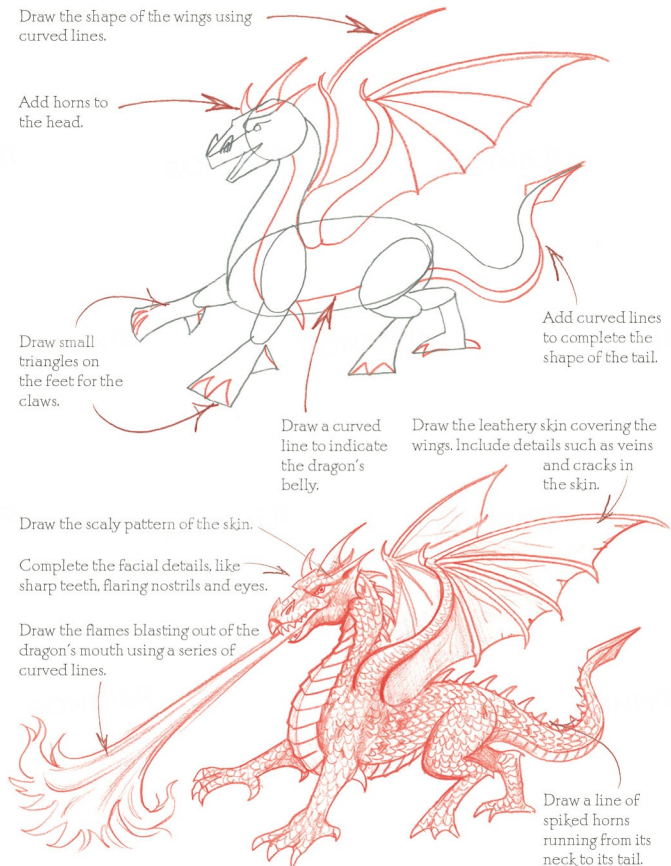 Draw the shape of the wings using
curved lines.
Add horns to
the head.
Draw small
triangles on
the feet for the
claws.
Add curved lines
to complete the
shape of the tail.
Draw a curved
line to indicate
the dragon's
belly.
Draw the leathery skin covering the
wings. Include details such as veins
and cracks in
the skin.
Draw the scaly pattern of the skin.
Complete the facial details, like
sharp teeth, flaring nostrils and eyes.
Draw the flames blasting out of the
dragon's mouth using a series of
curved lines.
Draw a line of
spiked horns
running from its
neck to its tail.